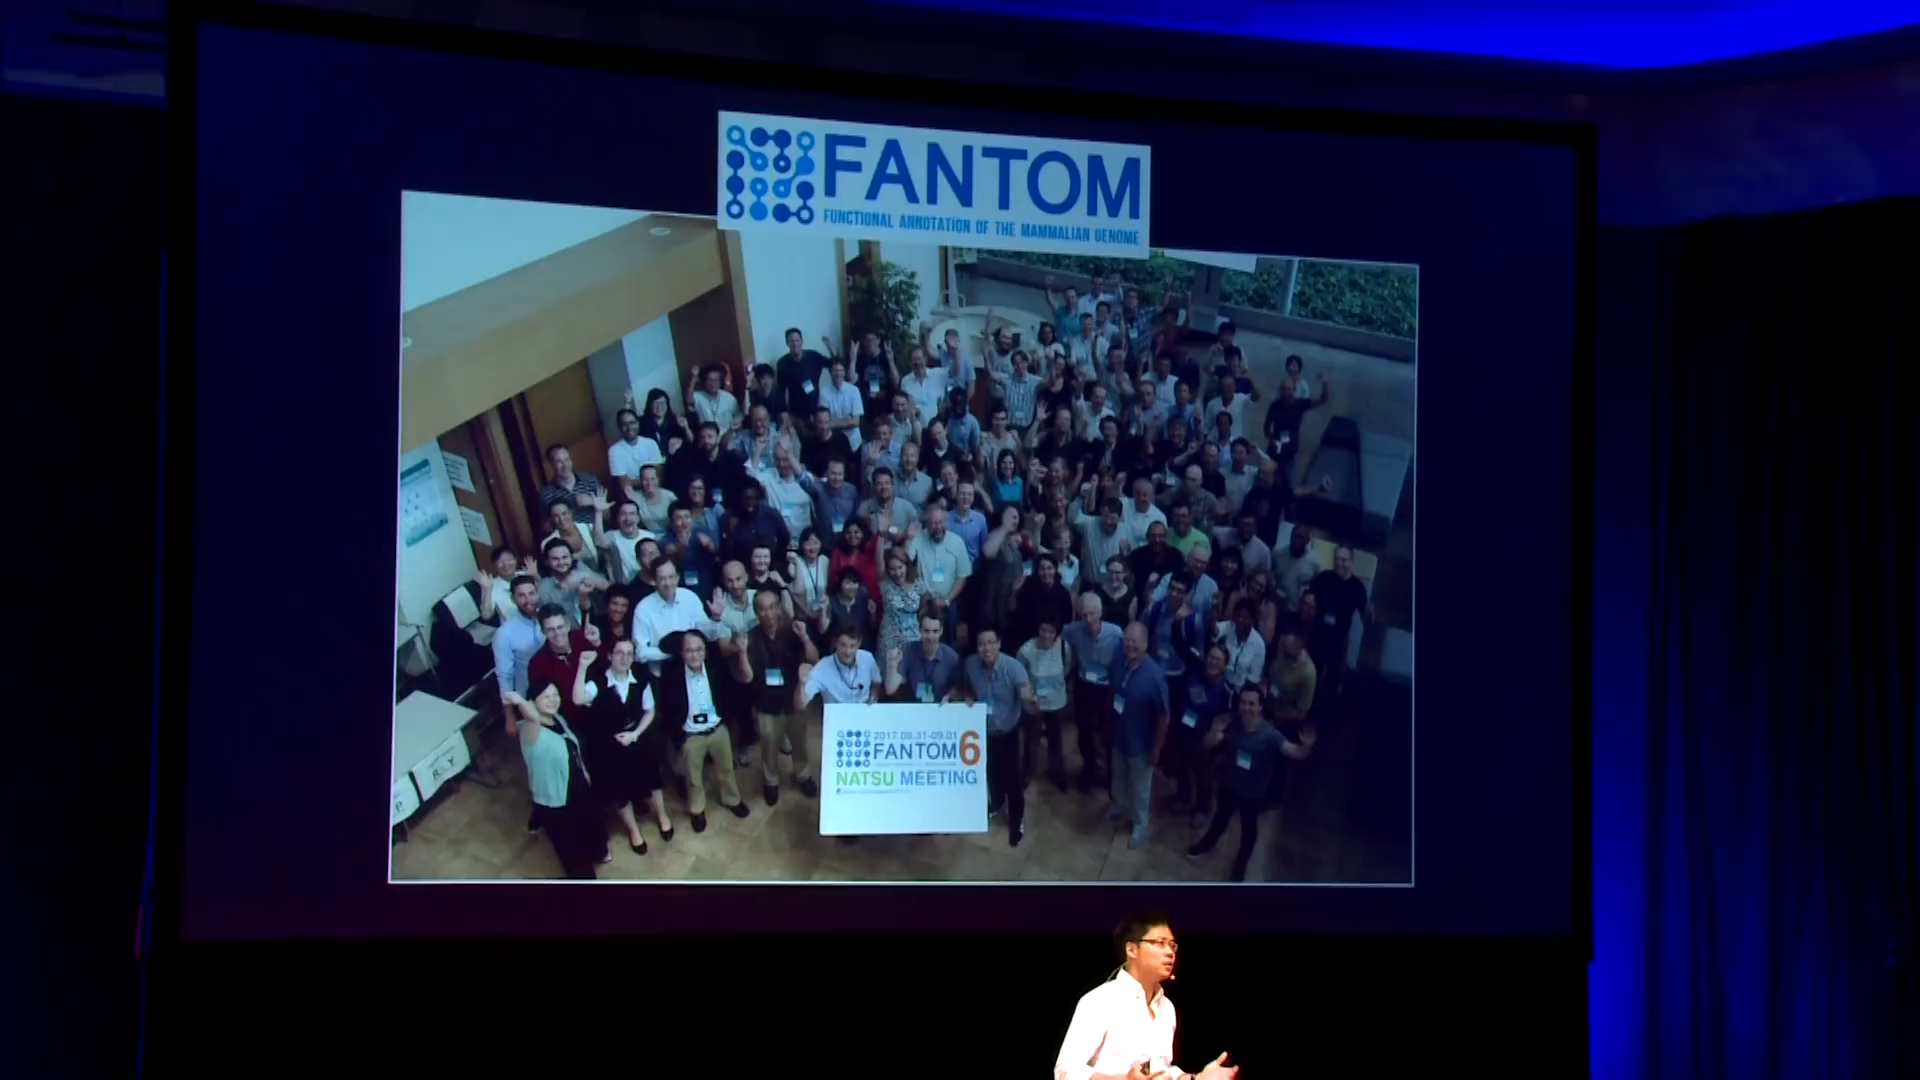 FANTOM
FUNCTIONAL ANNOTATION OF THE MAMMALIAN GENOME
2017.08.31-09.01
FANTOM6
NATSU MEETING